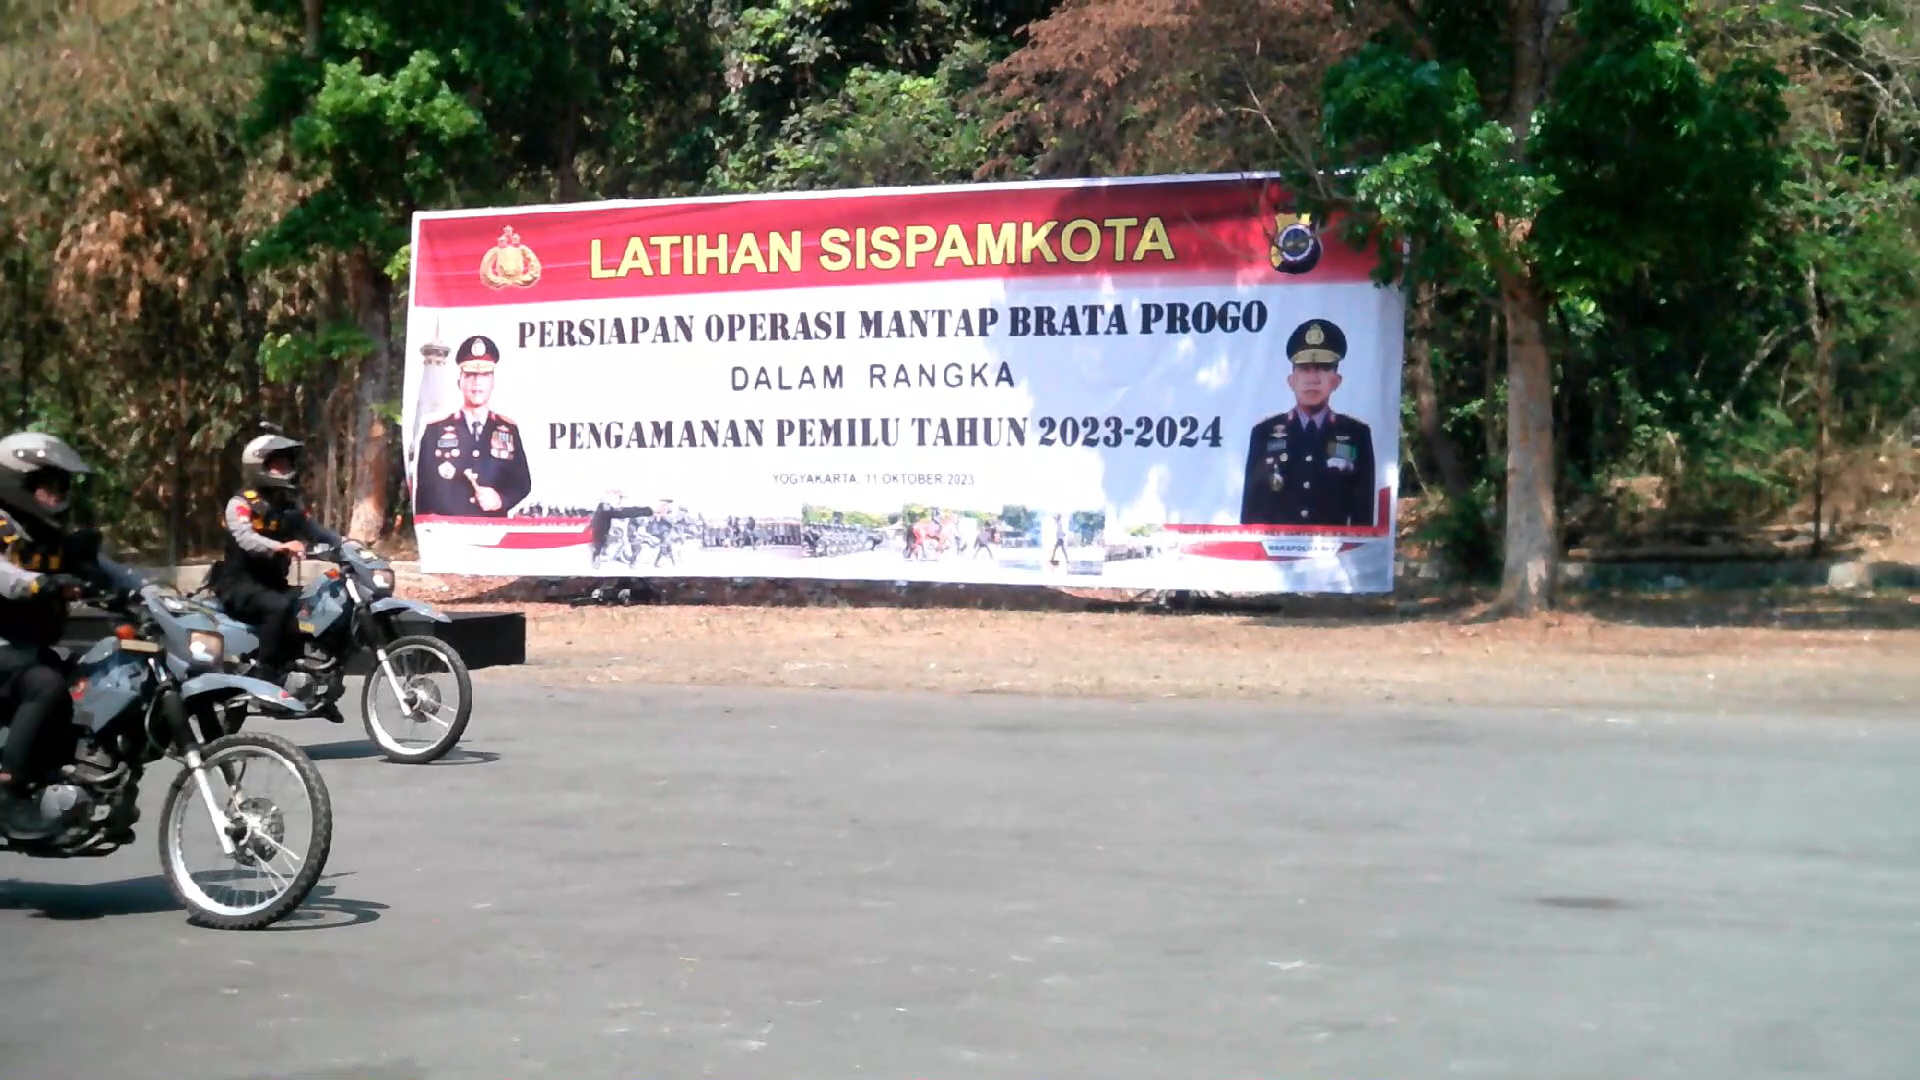 LATIHAN SISPAMKOTA
PERSIAPAN OPERASI MANTAP BRATA PROGO
DALAM RANGKA
PENGAMANAN PEMILU TAHUN 2023-2024
YOGYAKARTA, 11 OKTOBER 2023